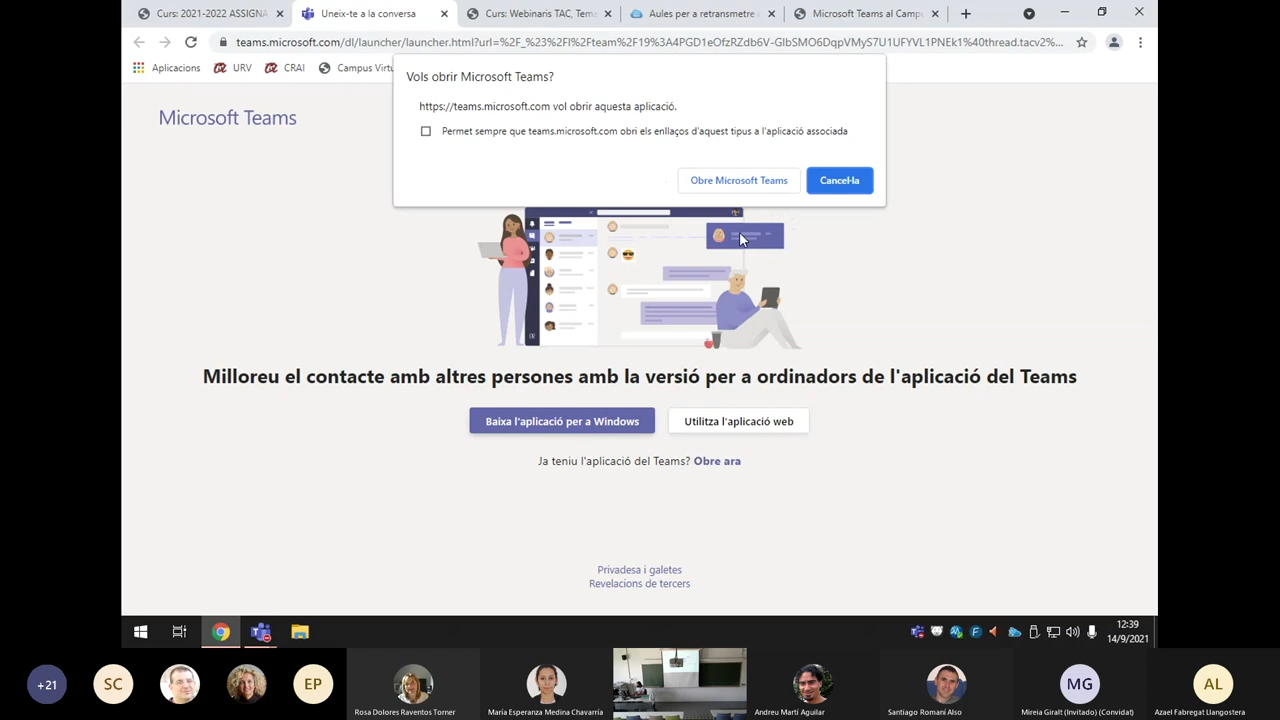 Curs: 2021-2022 ASSIGNA
Uneix-te a la conversa
Curs: Webinaris TAC, Tema
Aules per a retransmetre
Microsoft Teams al Camp
teams.microsoft.com/dl/launcher/launcher.html?url=%2F_%23%2Fl%2Fteam%2F19%3A4PGD1eOfzRZdb6V-GlbSMO6DqpVMyS7U1UFYVL1PNEk1%40thread.tacv2%...
Aplicacions
URV
CRAI
Campus Virtu
Vols obrir Microsoft Teams?
https://teams.microsoft.com vol obrir aquesta aplicació.
Permet sempre que teams.microsoft.com obri els enllaços d'aquest tipus a l'aplicació associada
Obre Microsoft Teams
Cancel·la
Microsoft Teams
Milloreu el contacte amb altres persones amb la versió per a ordinadors de l'aplicació del Teams
Baixa l'aplicació per a Windows
Utilitza l'aplicació web
Ja teniu l'aplicació del Teams? Obre ara
Privadesa i galetes
Revelacions de tercers
12:39
14/9/2021
+21
SC
EP
MG
AL
Rosa Dolores Raventos Torner
Maria Esperanza Medina Chavarria
Andreu Martí Aguilar
Santiago Romaní Also
Mireia Giralt (Invitado) (Convidat)
Azael Fabregat Llangostera